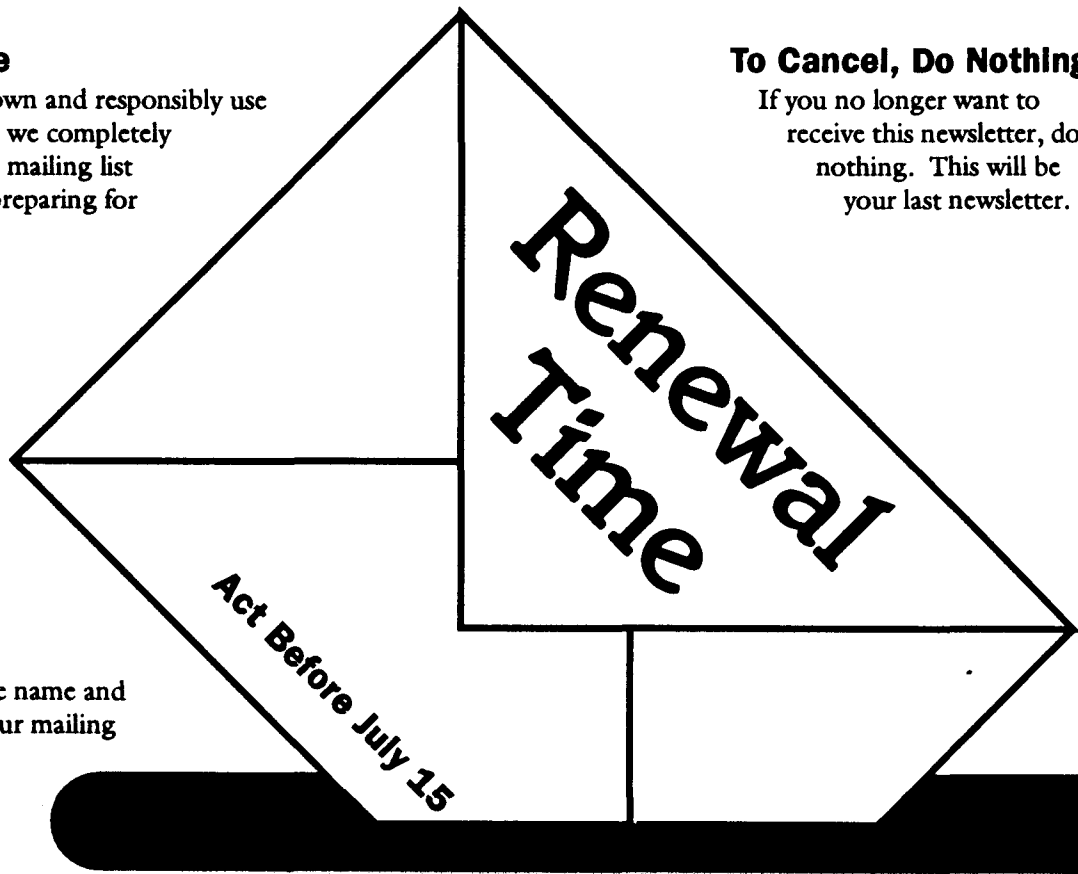 own and responsibly use
we completely
mailing list
reparing for
To Cancel, Do Nothing
If you no longer want to
receive this newsletter, do
nothing. This will be
your last newsletter.
Renewal
Time
Act Before July 15
name and
ur mailing